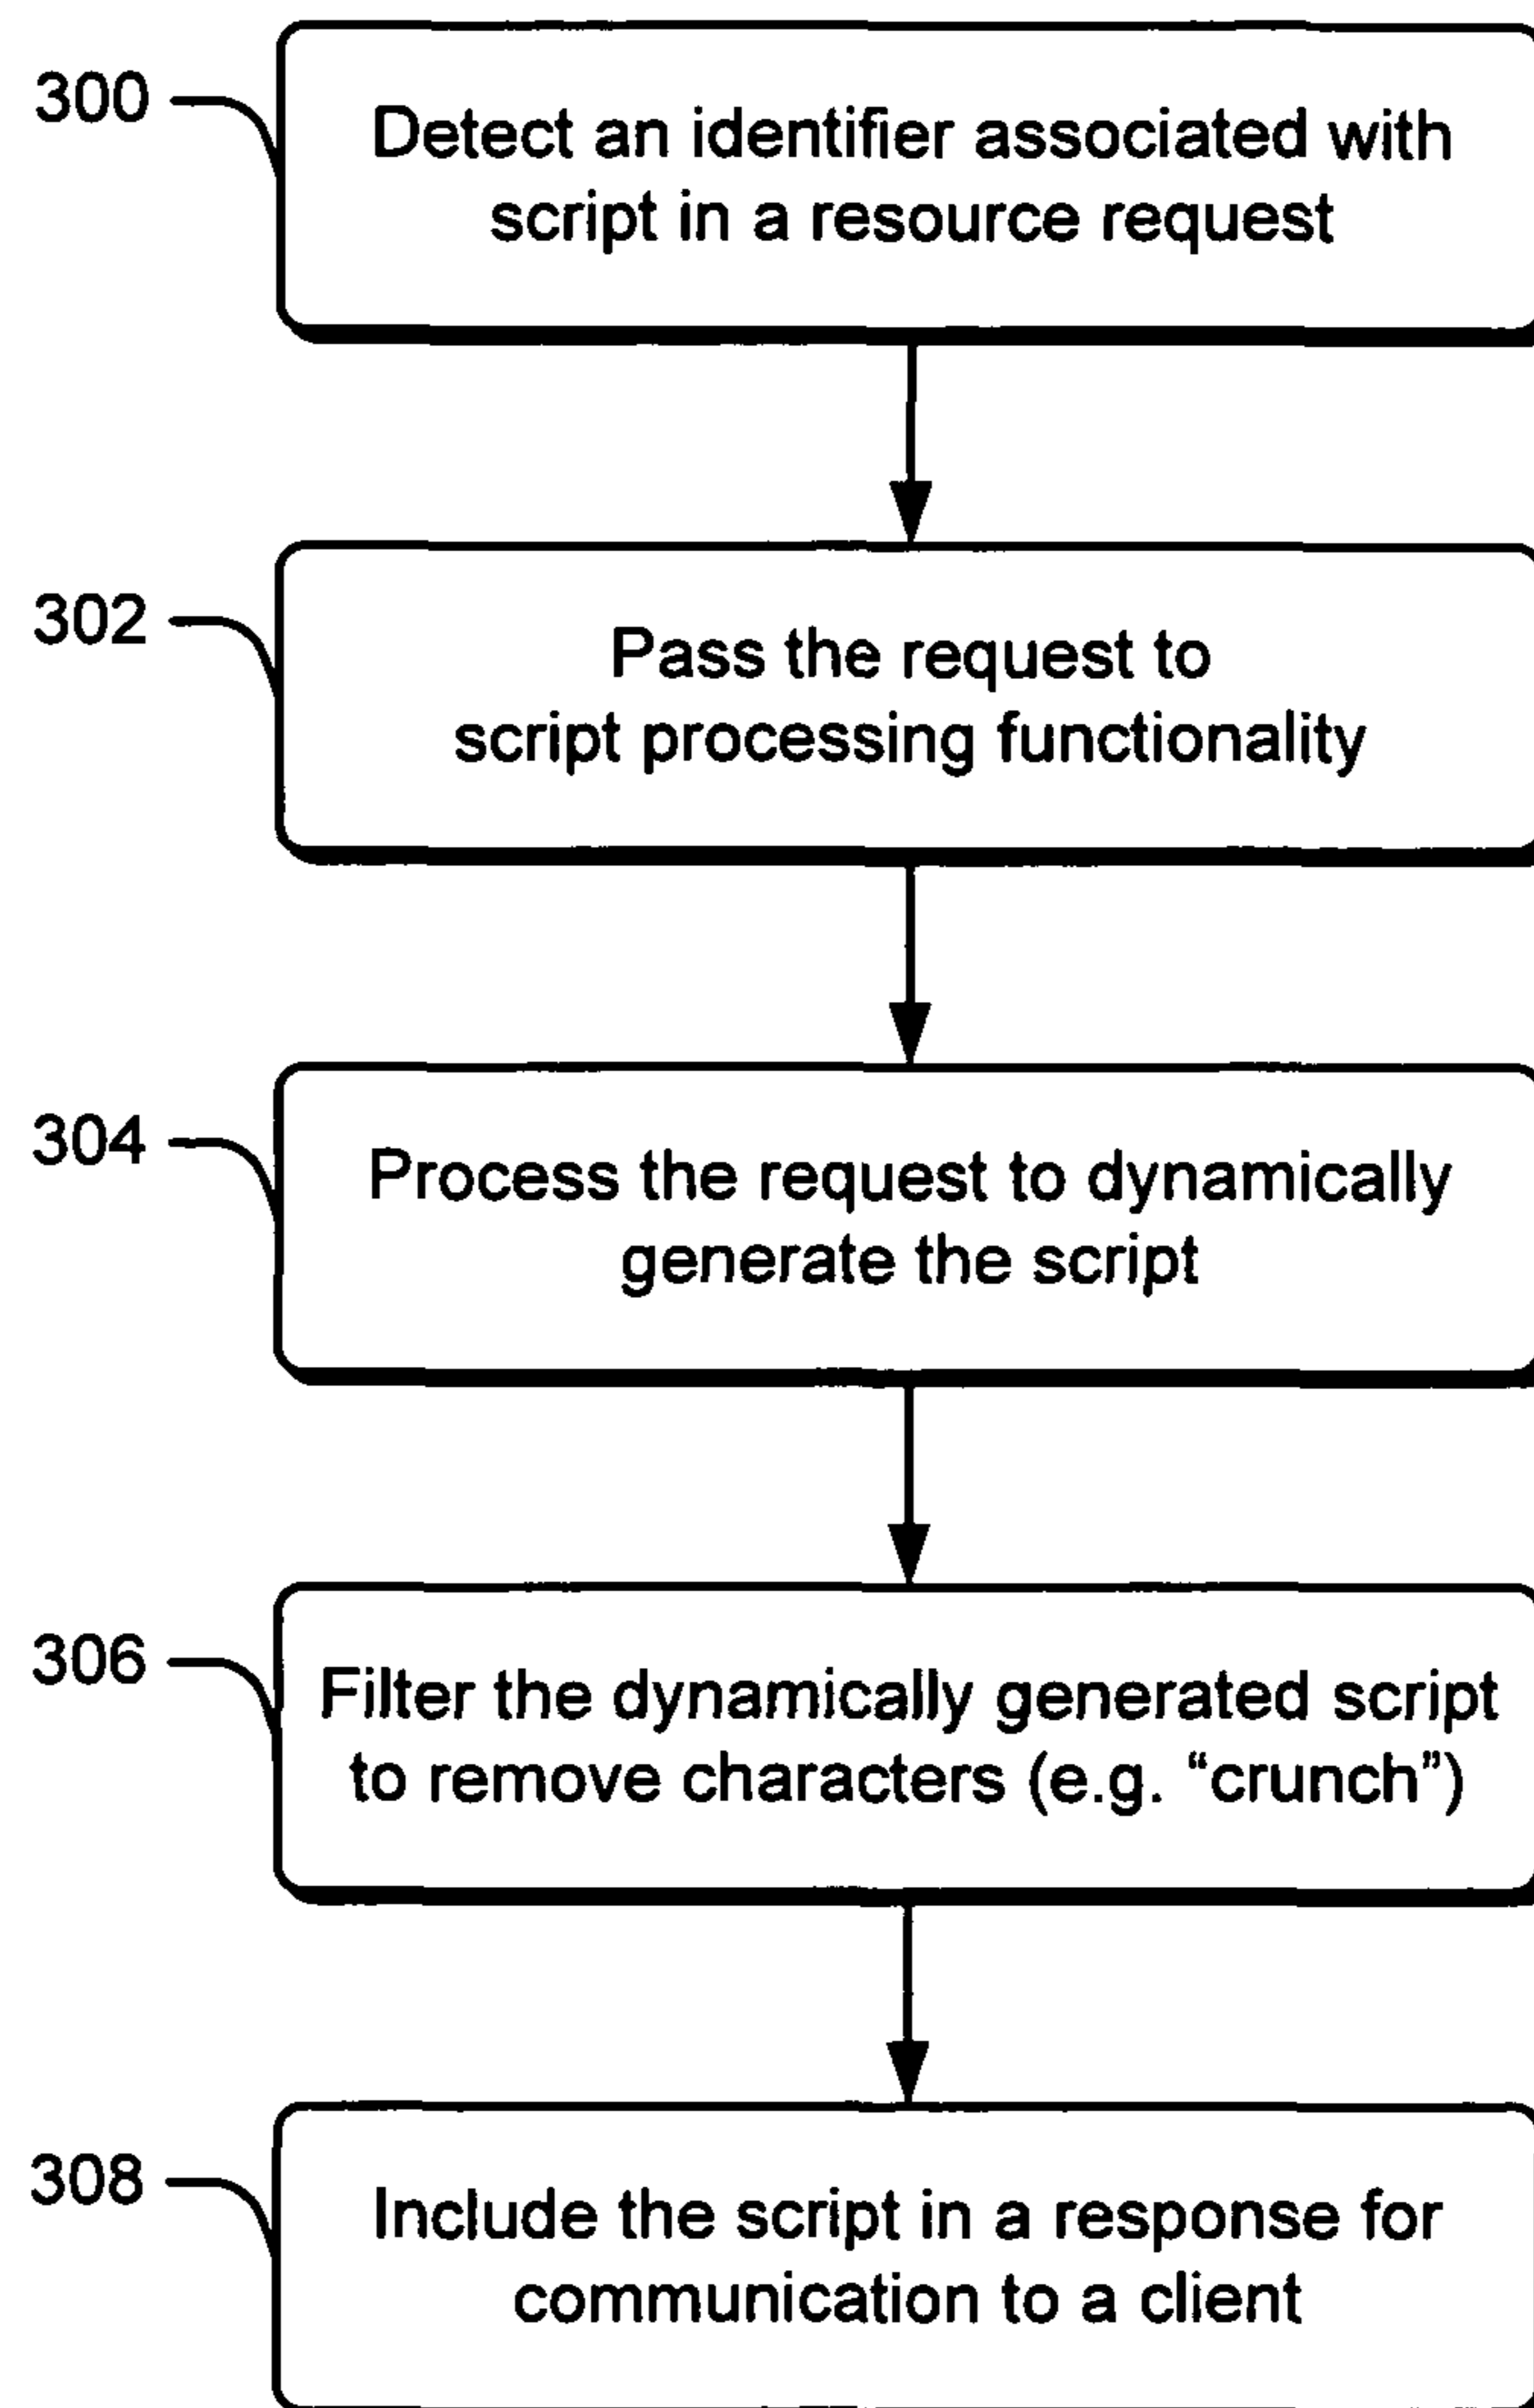 300
Detect an identifier associated with
script in a resource request
302
Pass the request to
script processing functionality
304
Process the request to dynamically
generate the script
306
Filter the dynamically generated script
to remove characters (e.g. “crunch”)
308
Include the script in a response for
communication to a client